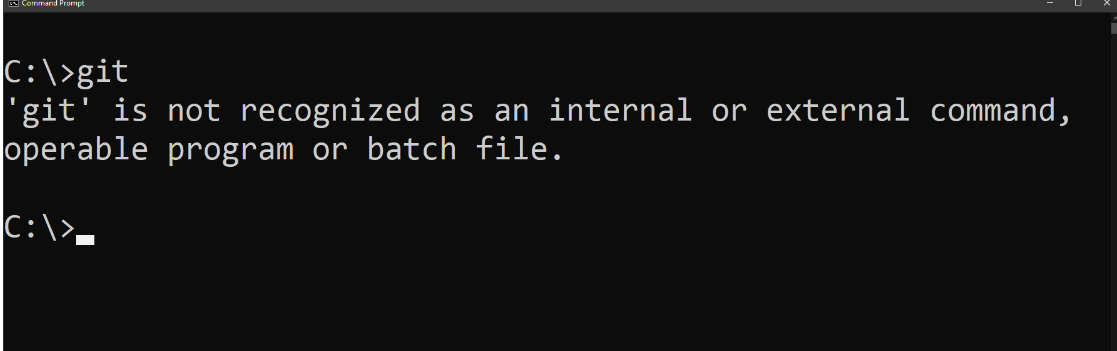 Command Prompt
C:\>git
'git' is not recognized as an internal or external command,
operable program or batch file.
C:\>